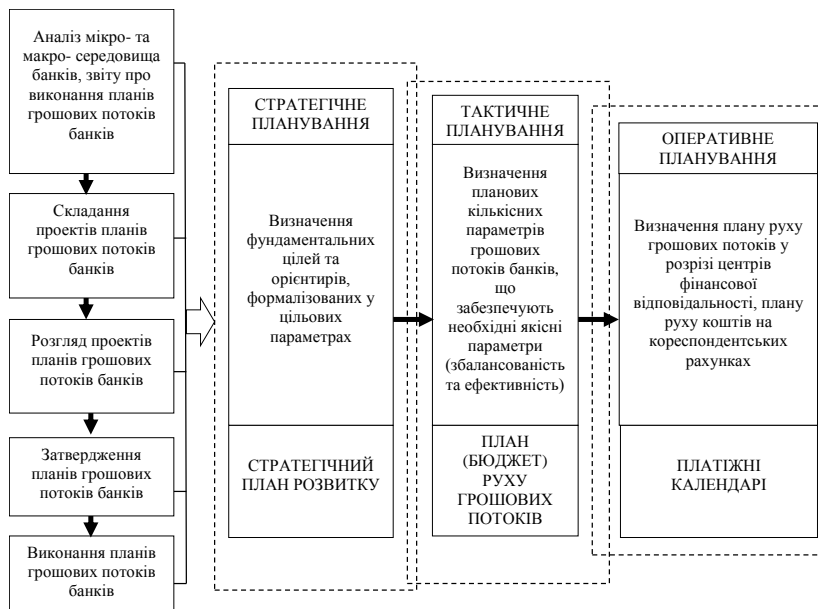 Аналіз мікро- та
макро- середовища
банків, звіту про
виконання планів
грошових потоків
банків
Складання
проектів планів
грошових потоків
банків
Розгляд проектів
планів грошових
потоків банків
Затвердження
планів грошових
потоків банків
Виконання планів
грошових потоків
банків
СТРАТЕГІЧНЕ
ПЛАНУВАННЯ
Визначення
фундаментальних
цілей та
орієнтирів,
формалізованих у
цільових
параметрах
СТРАТЕГІЧНИЙ
ПЛАН РОЗВИТКУ
ТАКТИЧНЕ
ПЛАНУВАННЯ
Визначення
планових
кількісних
параметрів
грошових
потоків банків,
що
забезпечують
необхідні якісні
параметри
(збалансованість
та ефективність)
ПЛАН
(БЮДЖЕТ)
РУХУ
ГРОШОВИХ
ПОТОКІВ
ОПЕРАТИВНЕ
ПЛАНУВАННЯ
Визначення плану руху
грошових потоків у
розрізі центрів
фінансової
відповідальності, плану
руху коштів на
кореспондентських
рахунках
ПЛАТІЖНІ
КАЛЕНДАРІ